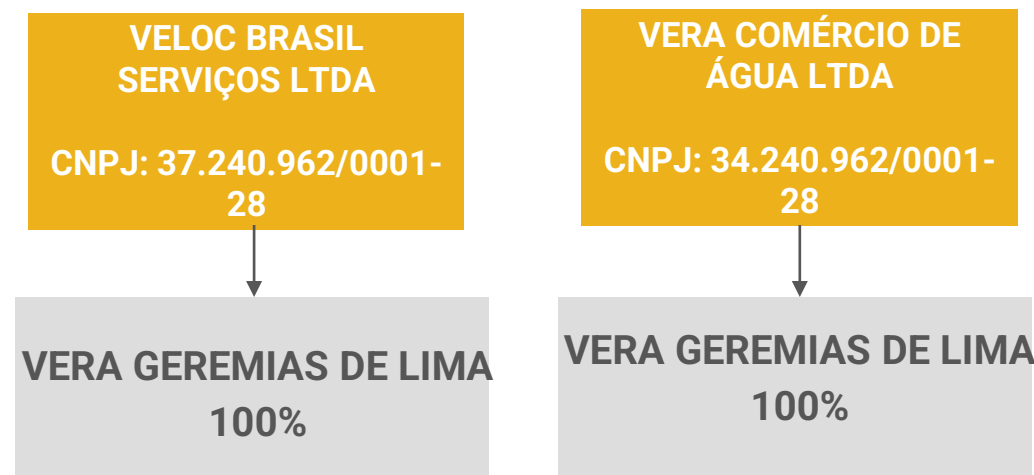 VELOC BRASIL
SERVIÇOS LTDA
CNPJ: 37.240.962/0001-
28
VERA GEREMIAS DE LIMA
100%
VERA COMÉRCIO DE
ÁGUA LTDA
CNPJ: 34.240.962/0001-
28
VERA GEREMIAS DE LIMA
100%